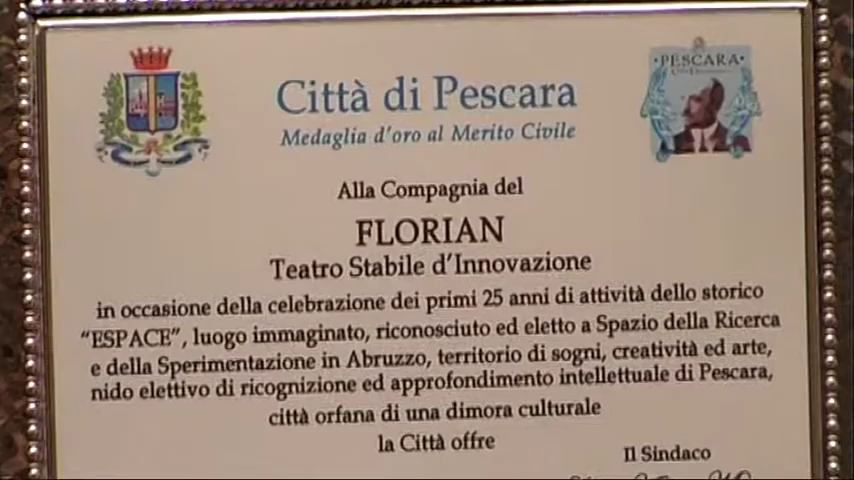 Città di Pescara
Medaglia d'oro al Merito Civile
PESCARA
Alla Compagnia del
FLORIAN
Teatro Stabile d'Innovazione
in occasione della celebrazione dei primi 25 anni di attività dello storico
"ESPACE", luogo immaginato, riconosciuto ed eletto a Spazio della Ricerca
e della Sperimentazione in Abruzzo, territorio di sogni, creatività ed arte,
nido elettivo di ricognizione ed approfondimento intellettuale di Pescara,
città orfana di una dimora culturale
la Città offre
Il Sindaco